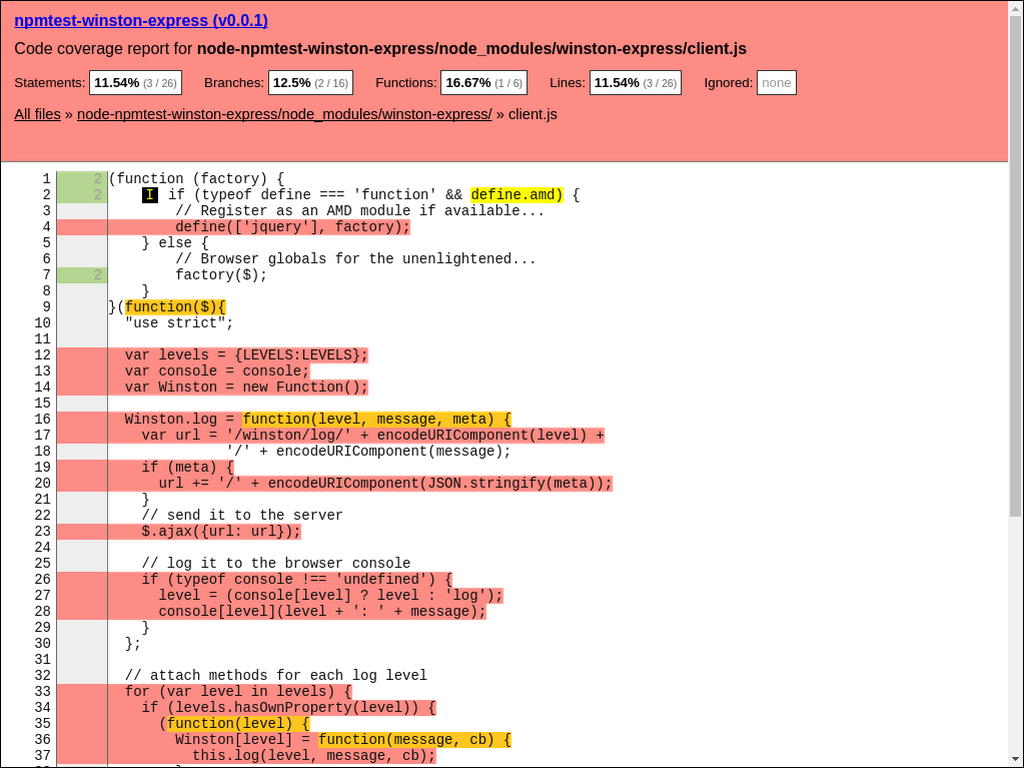 npmtest-winston-express (v0.0.1)
Code coverage report for node-npmtest-winston-express/node_modules/winston-express/client.js
Statements: 11.54% (3 / 26) Branches: 12.5% (2 / 16) Functions: 16.67% (1 / 6) Lines: 11.54% (3 / 26) Ignored: none
All files » node-npmtest-winston-express/node_modules/winston-express/ » client.js
1 2 (function (factory) {
2 2 I if (typeof define === 'function' && define.amd) {
3 // Register as an AMD module if available...
4 define(['jquery'], factory);
5 } else {
6 // Browser globals for the unenlightened...
7 2 factory($);
8 }
9 }(function($){
10 "use strict";
11
12 var levels = {LEVELS:LEVELS};
13 var console = console;
14 var Winston = new Function();
15
16 Winston.log = function(level, message, meta) {
17 var url = '/winston/log/' + encodeURIComponent(level) +
18 '/' + encodeURIComponent(message);
19 if (meta) {
20 url += '/' + encodeURIComponent(JSON.stringify(meta));
21 }
22 // send it to the server
23 $.ajax({url: url});
24
25 // log it to the browser console
26 if (typeof console !== 'undefined') {
27 level = (console[level] ? level : 'log');
28 console[level](level + ': ' + message);
29 }
30 };
31
32 // attach methods for each log level
33 for (var level in levels) {
34 if (levels.hasOwnProperty(level)) {
35 (function(level) {
36 Winston[level] = function(message, cb) {
37 this.log(level, message, cb);